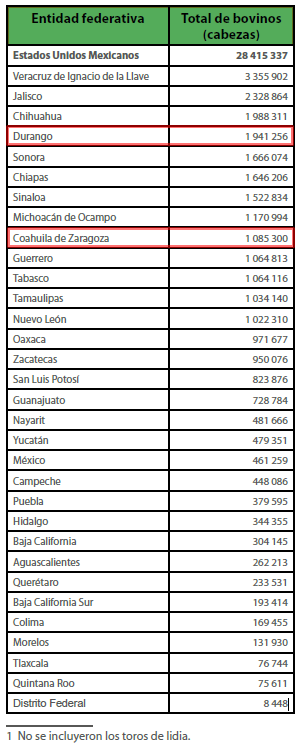 Entidad federativa Total de bovinos
(cabezas)
Estados Unidos Mexicanos 28 415 337
Veracruz de Ignacio de la Llave 3 355 902
Jalisco 2 328 864
Chihuahua 1 988 311
Durango 1 941 256
Sonora 1 666 074
Chiapas 1 646 206
Sinaloa 1 522 834
Michoacán de Ocampo 1 170 994
Coahuila de Zaragoza 1 085 300
Guerrero 1 064 813
Tabasco 1 064 116
Tamaulipas 1 034 140
Nuevo León 1 022 310
Oaxaca 971 677
Zacatecas 950 076
San Luis Potosí 823 876
Guanajuato 728 784
Nayarit 481 666
Yucatán 479 351
México 461 259
Campeche 448 086
Puebla 379 595
Hidalgo 344 355
Baja California 304 145
Aguascalientes 262 213
Querétaro 233 531
Baja California Sur 193 414
Colima 169 455
Morelos 131 930
Tlaxcala 76 744
Quintana Roo 75 611
Distrito Federal 8 448
1 No se incluyeron los toros de lidia.